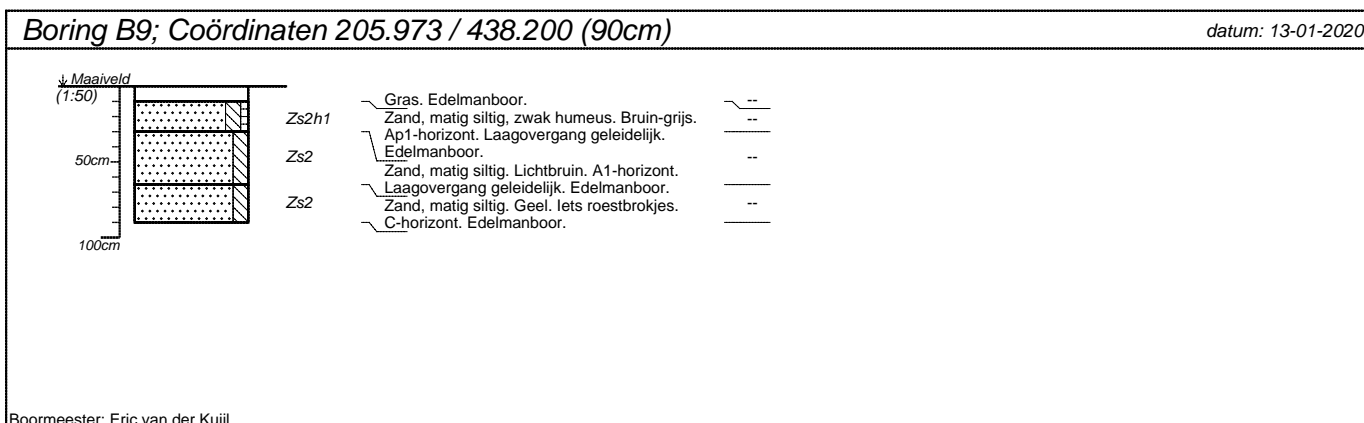 Boring B9; Coördinaten 205.973 / 438.200 (90cm)
datum: 13-01-2020
Maaiveld
(1:50)
50cm
100cm
Zs2h1
Zs2
Zs2
Gras. Edelmanboor.
Zand, matig siltig, zwak humeus. Bruin-grijs.
Ap1-horizont. Laagovergang geleidelijk.
Edelmanboor.
Zand, matig siltig. Lichtbruin. A1-horizont.
Laagovergang geleidelijk. Edelmanboor.
Zand, matig siltig. Geel. Iets roestbrokjes.
C-horizont. Edelmanboor.
--
--
--
--
Boormeester: Eric van der Kuijl